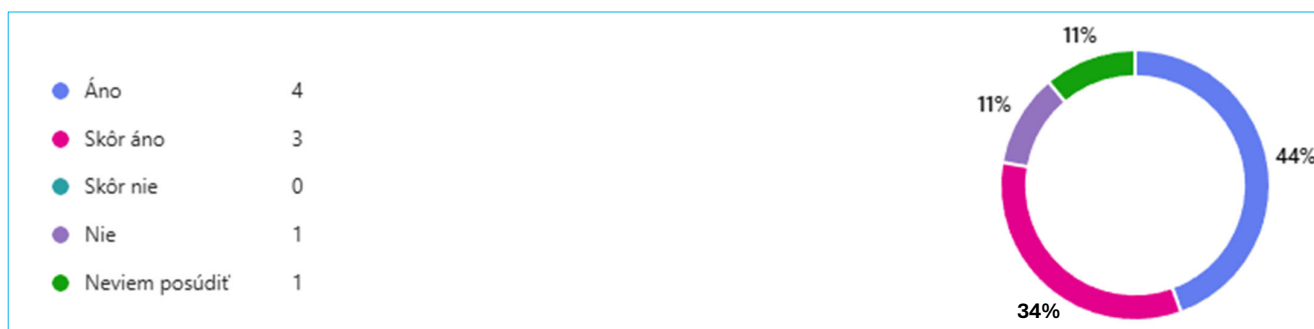 Áno 4
Skôr áno 3
Skôr nie 0
Nie 1
Neviem posúdiť 1
11%
11%
44%
34%